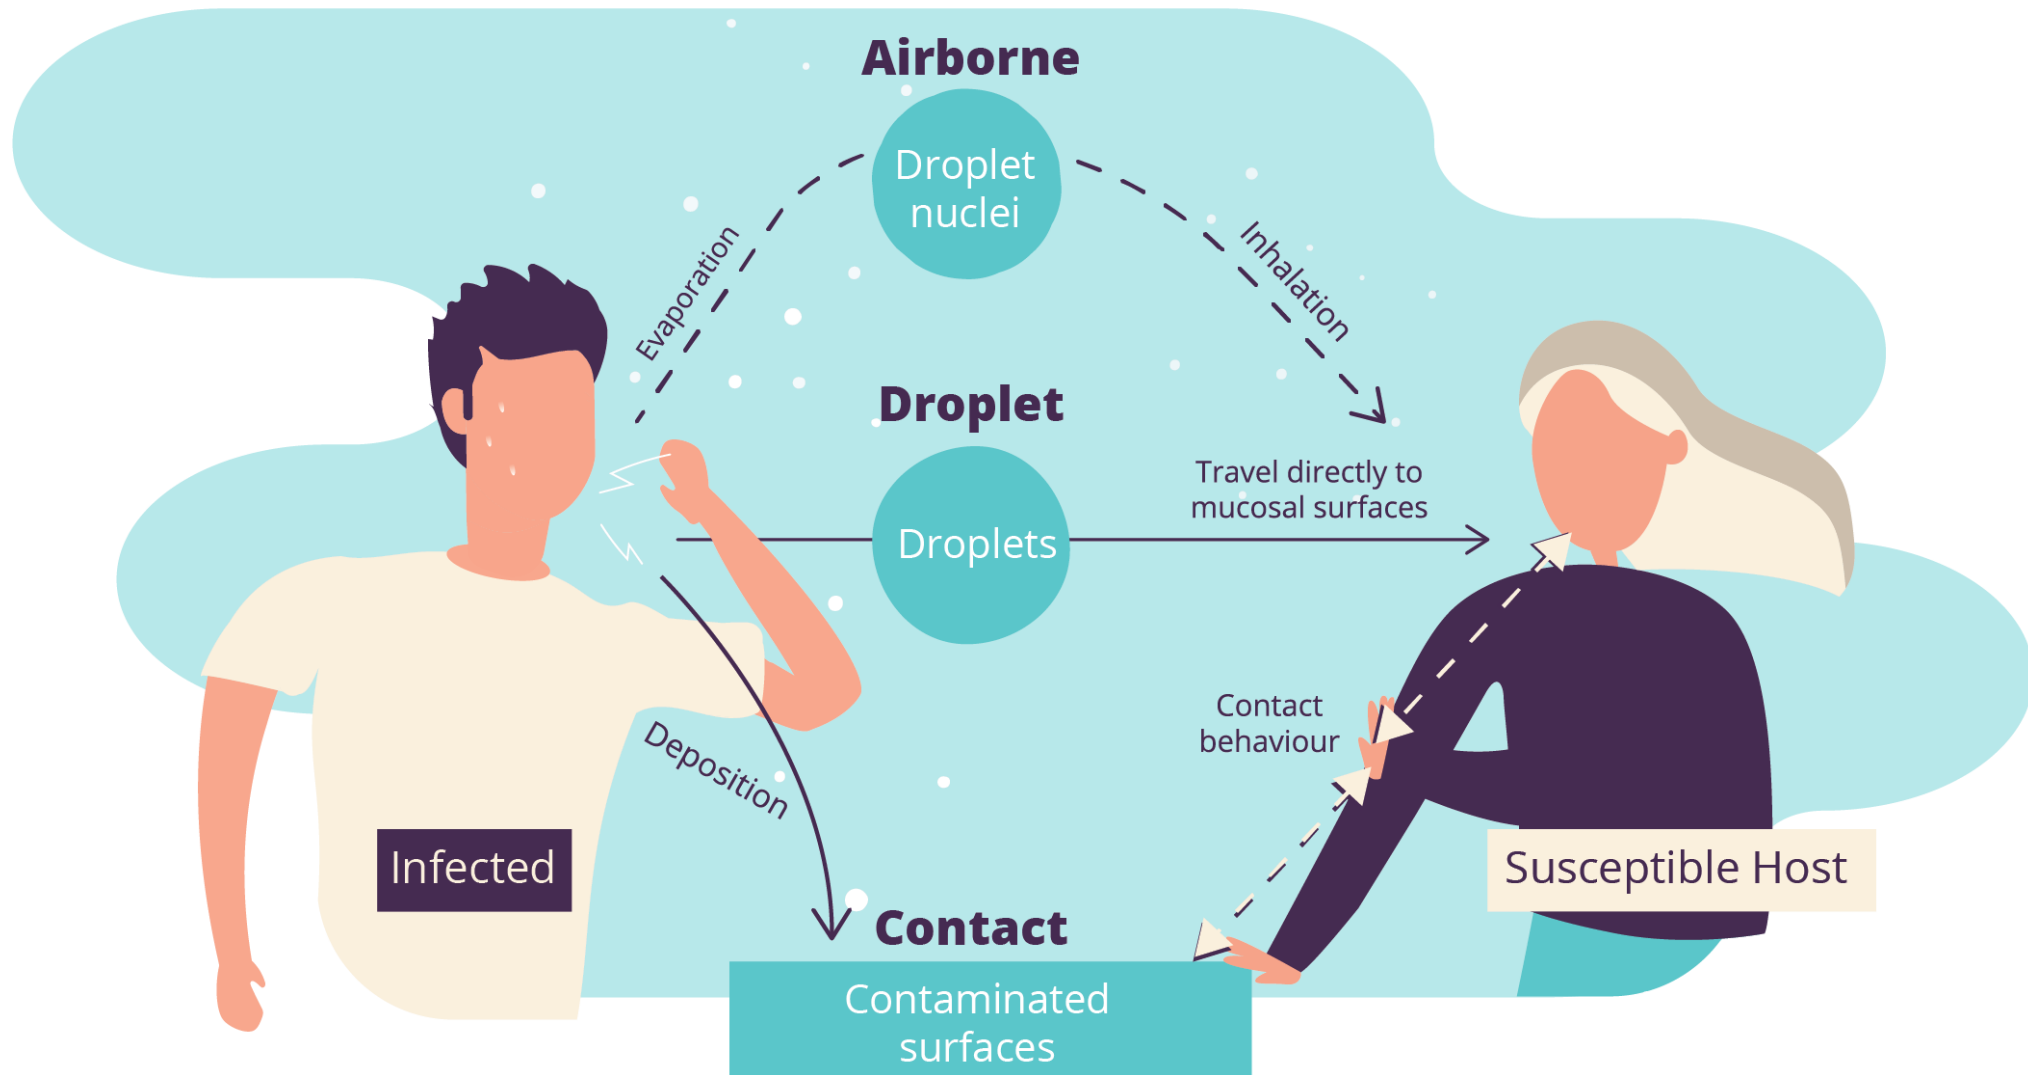 Airborne
Droplet
nuclei
Evaporation
Inhalation
Droplet
Droplets
Travel directly to
mucosal surfaces
Contact
behaviour
Deposition
Infected
Susceptible Host
Contact
Contaminated
surfaces